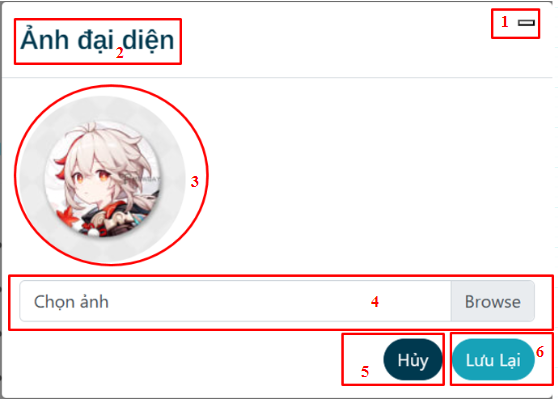 1
Ảnh đại diện
2
3
Chọn ảnh
4
Browse
5
Hủy
Lưu Lại
6